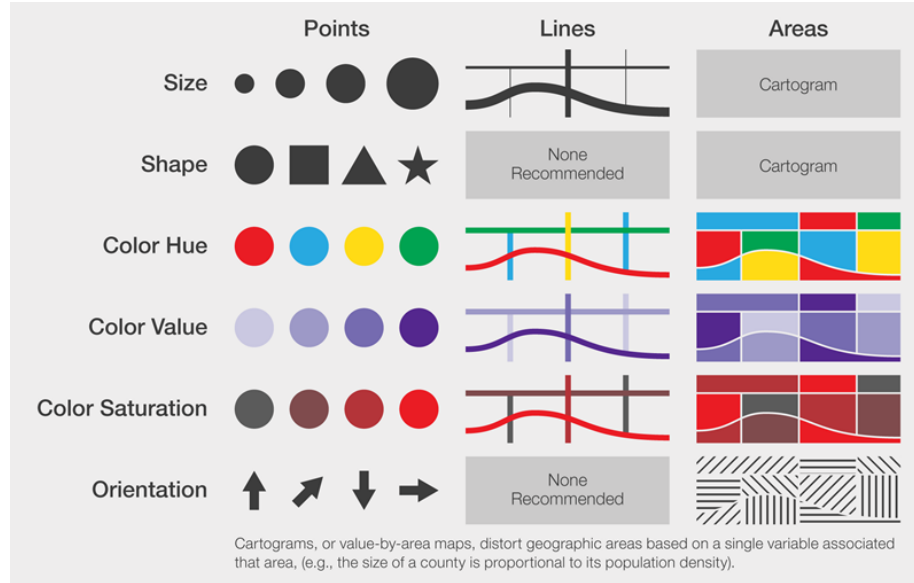 Points Lines Areas
Size
Cartogram
Shape
None
Recommended
Cartogram
Color Hue
Color Value
Color Saturation
Orientation
None
Recommended
Cartograms, or value-by-area maps, distort geographic areas based on a single variable associated
that area, (e.g., the size of a county is proportional to its population density).